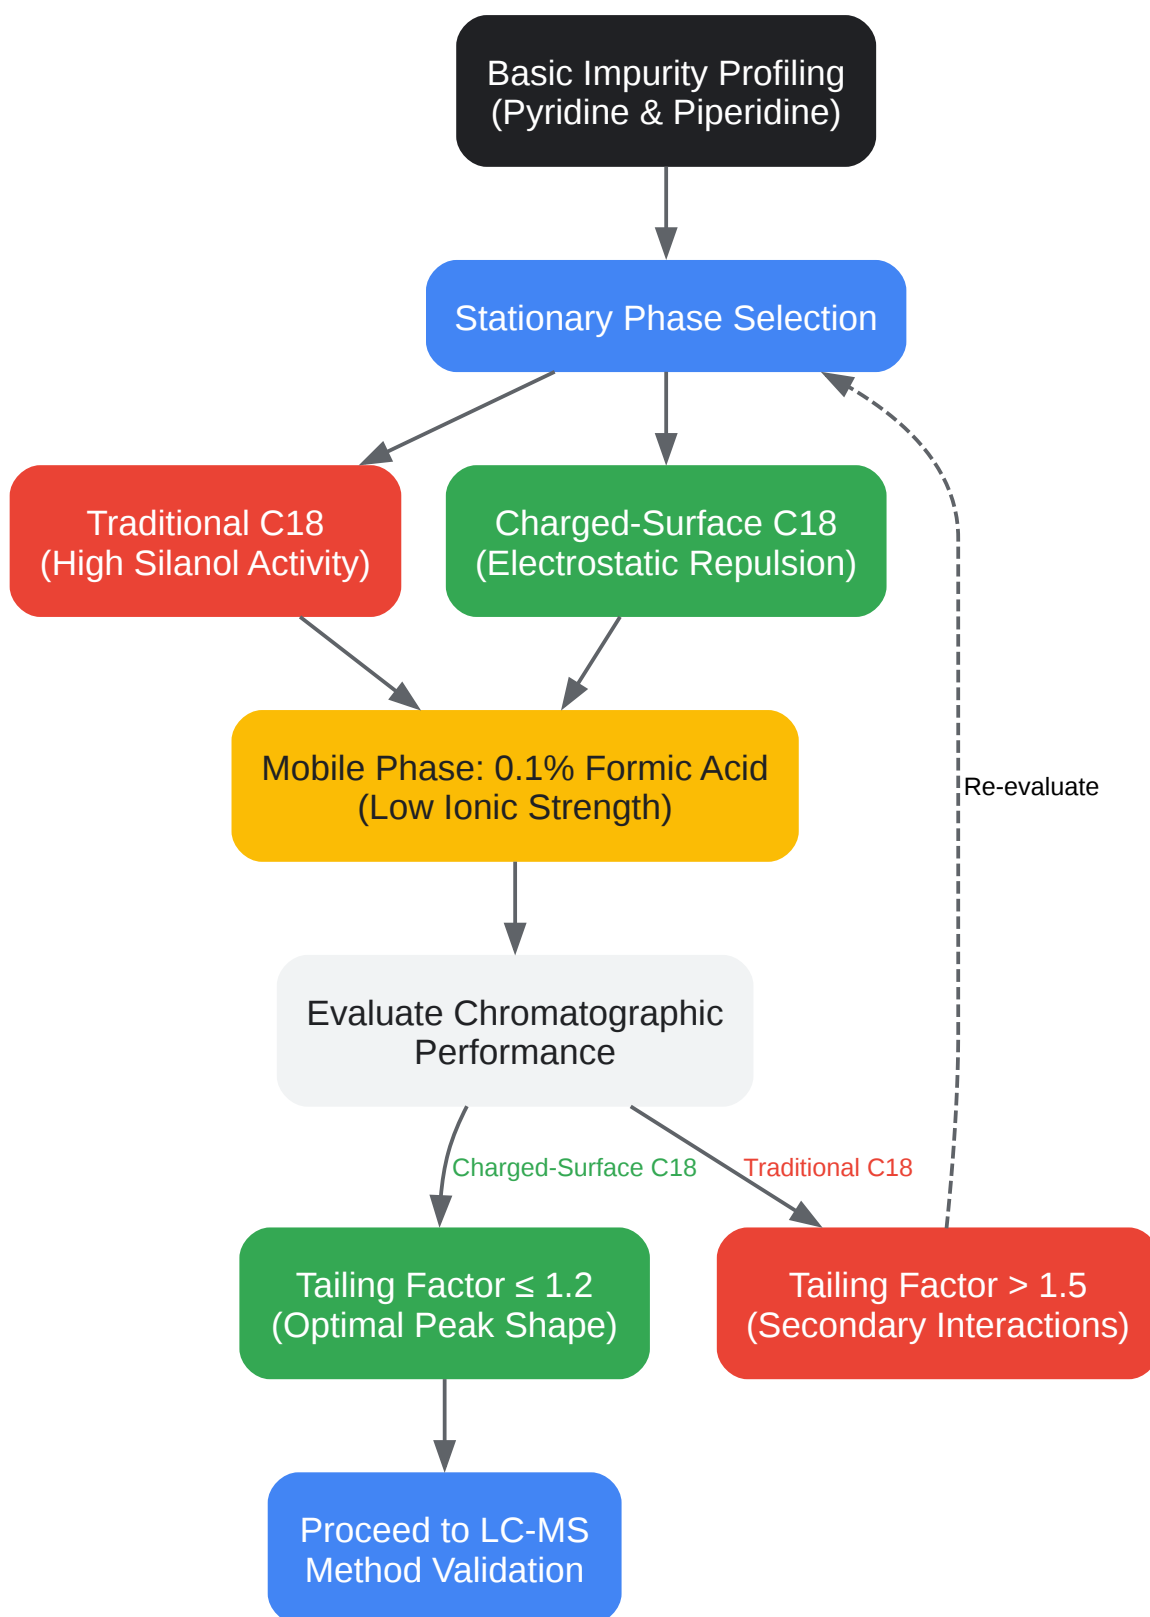 Basic Impurity Profiling
(Pyridine & Piperidine)
Stationary Phase Selection
Traditional C18
(High Silanol Activity)
Charged-Surface C18
(Electrostatic Repulsion)
Mobile Phase: 0.1% Formic Acid
(Low Ionic Strength)
Re-evaluate
Evaluate Chromatographic
Performance
Charged-Surface C18
Traditional C18
Tailing Factor ≤ 1.2
(Optimal Peak Shape)
Tailing Factor > 1.5
(Secondary Interactions)
Proceed to LC-MS
Method Validation